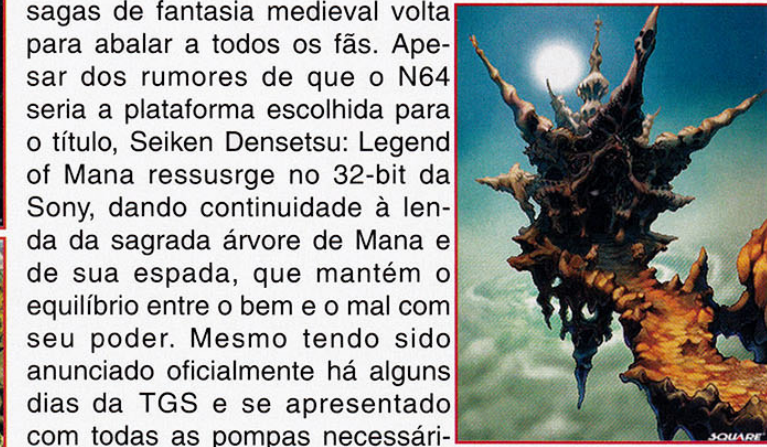 sagas de fantasia medieval volta
para abalar a todos os fãs. Ape-
sar dos rumores de que o N64
seria a plataforma escolhida para
o título, Seiken Densetsu: Legend
of Mana ressusrge no 32-bit da
Sony, dando continuidade à len-
da da sagrada árvore de Mana e
de sua espada, que mantém o
equilíbrio entre o bem e o mal com
seu poder. Mesmo tendo sido
anunciado oficialmente há alguns
dias da TGS e se apresentado
com todas as pompas necessári-
SQUARE